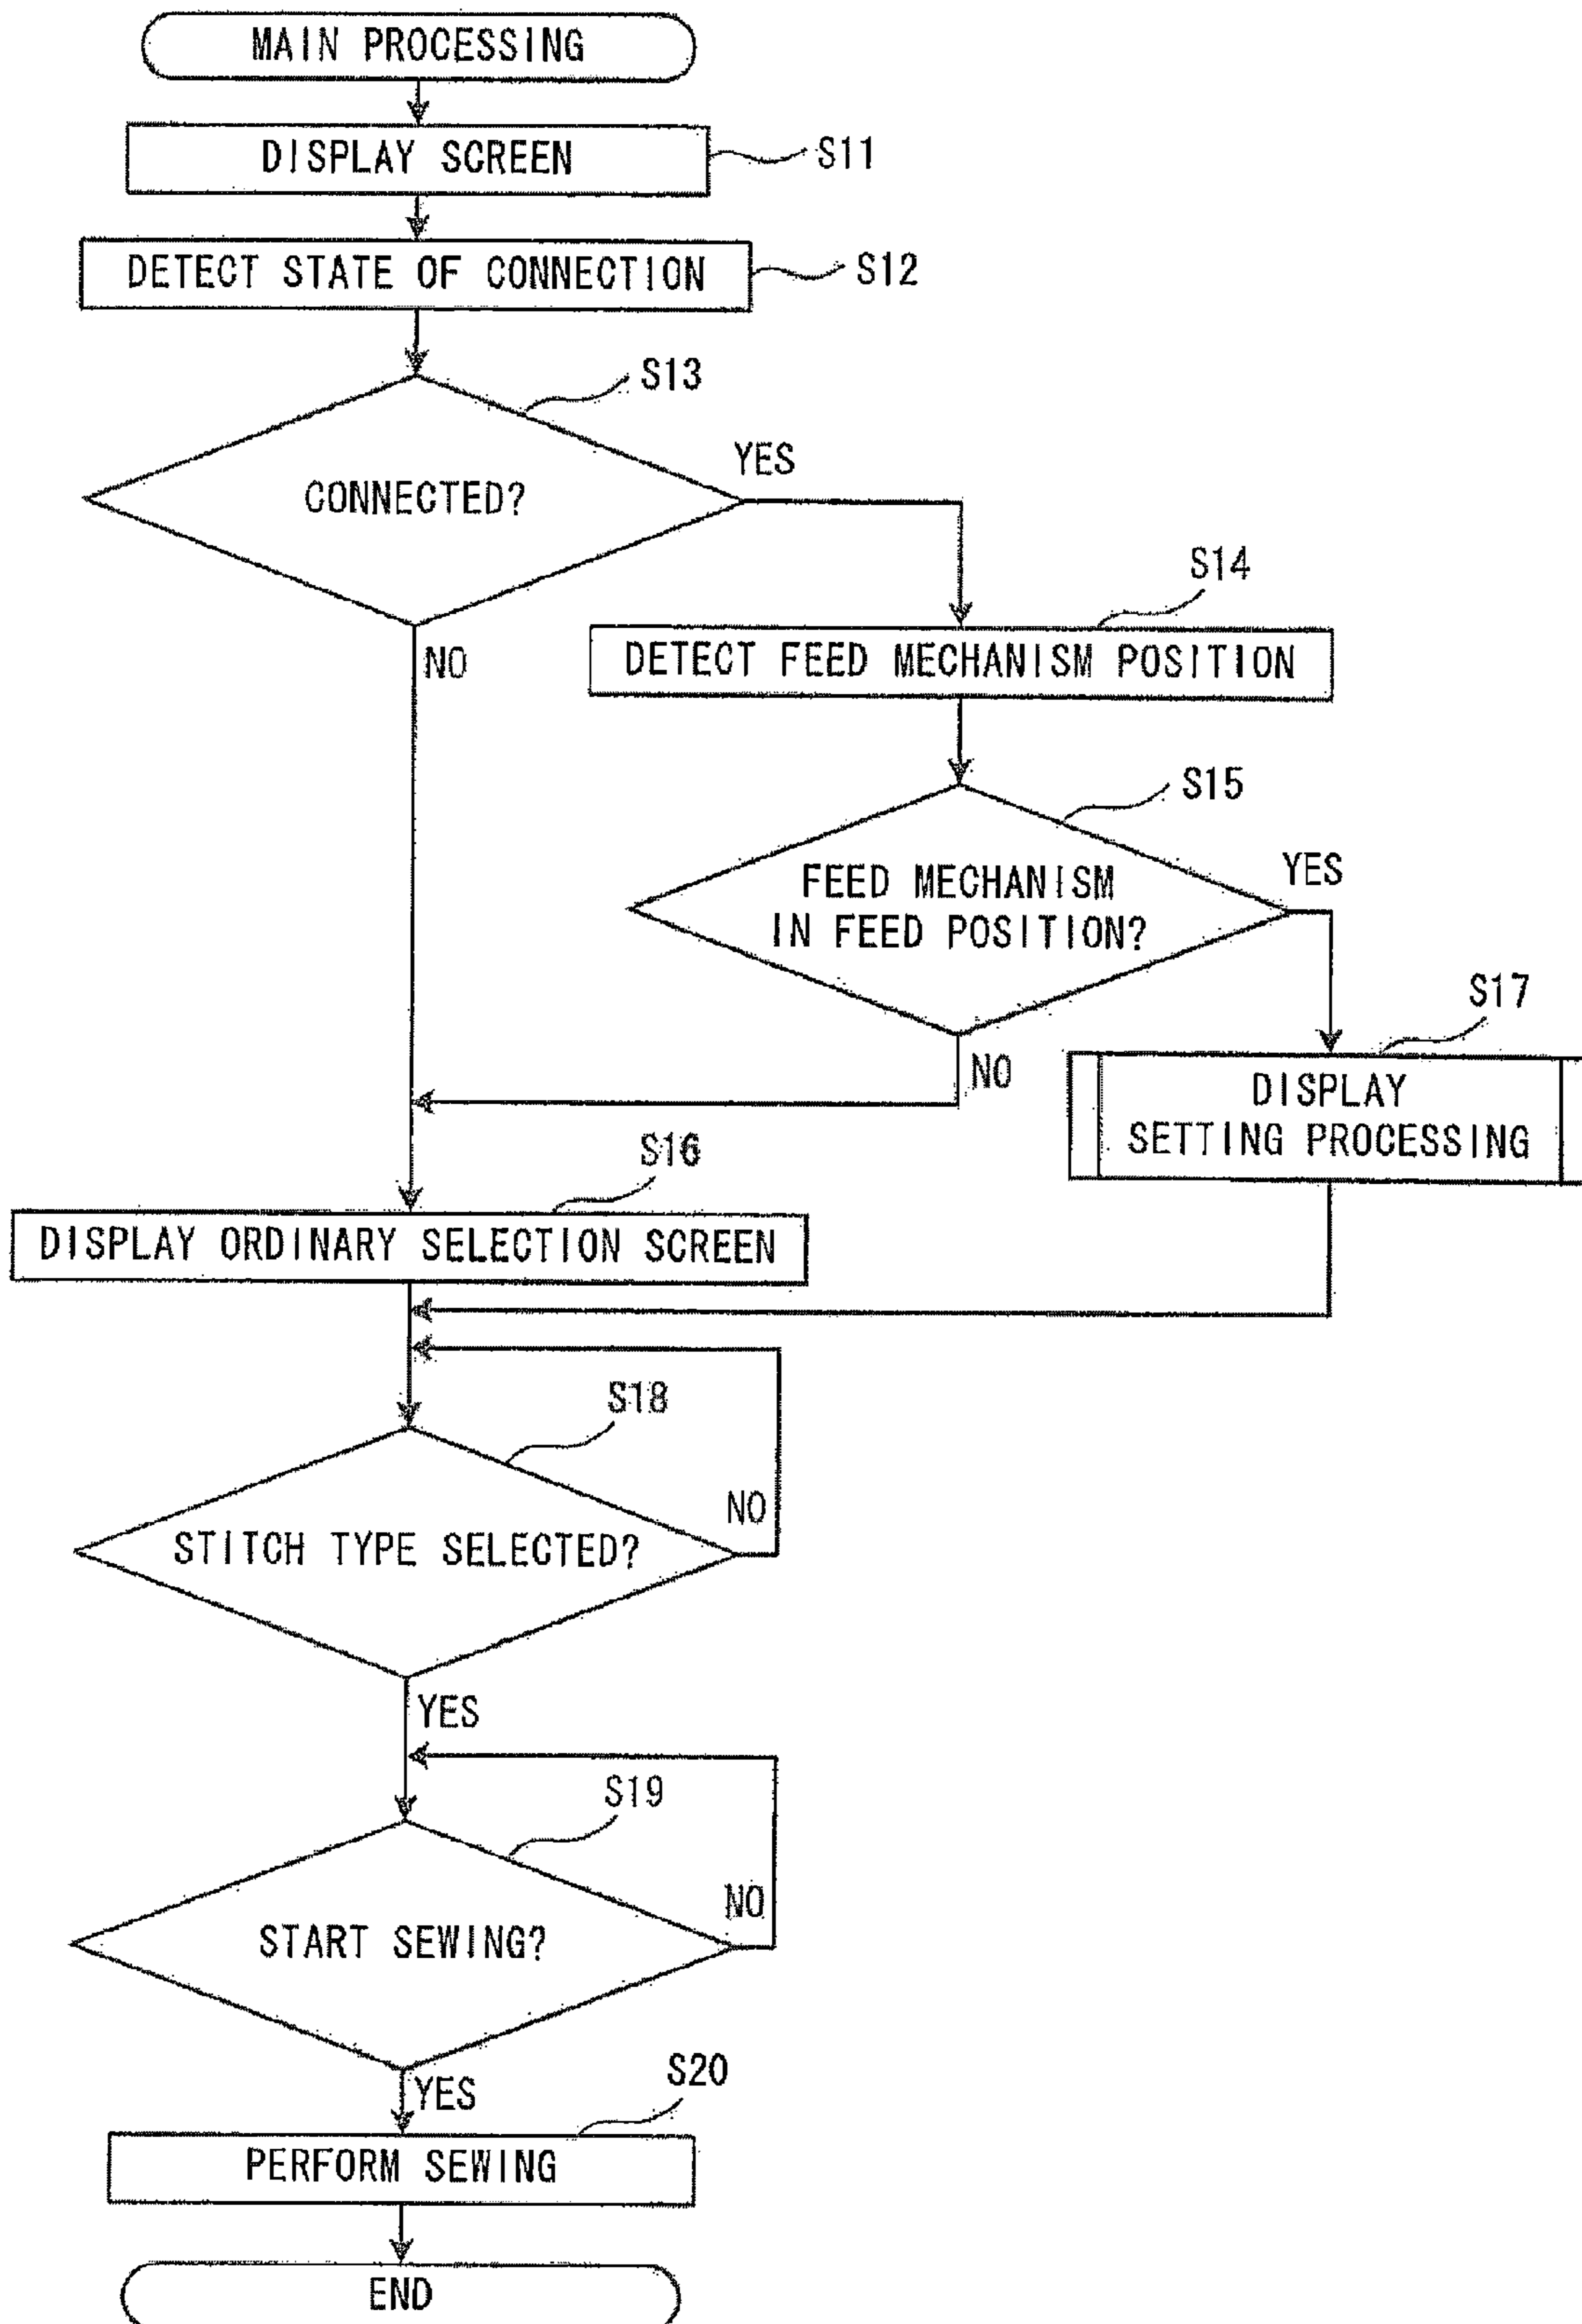 MAIN PROCESSING
DISPLAY SCREEN
S11
DETECT STATE OF CONNECTION
S12
S13
CONNECTED?
YES
NO
S14
DETECT FEED MECHANISM POSITION
S15
FEED MECHANISM
IN FEED POSITION?
YES
NO
S17
DISPLAY
SETTING PROCESSING
S16
DISPLAY ORDINARY SELECTION SCREEN
S18
STITCH TYPE SELECTED?
NO
YES
S19
START SEWING?
NO
YES
S20
PERFORM SEWING
END